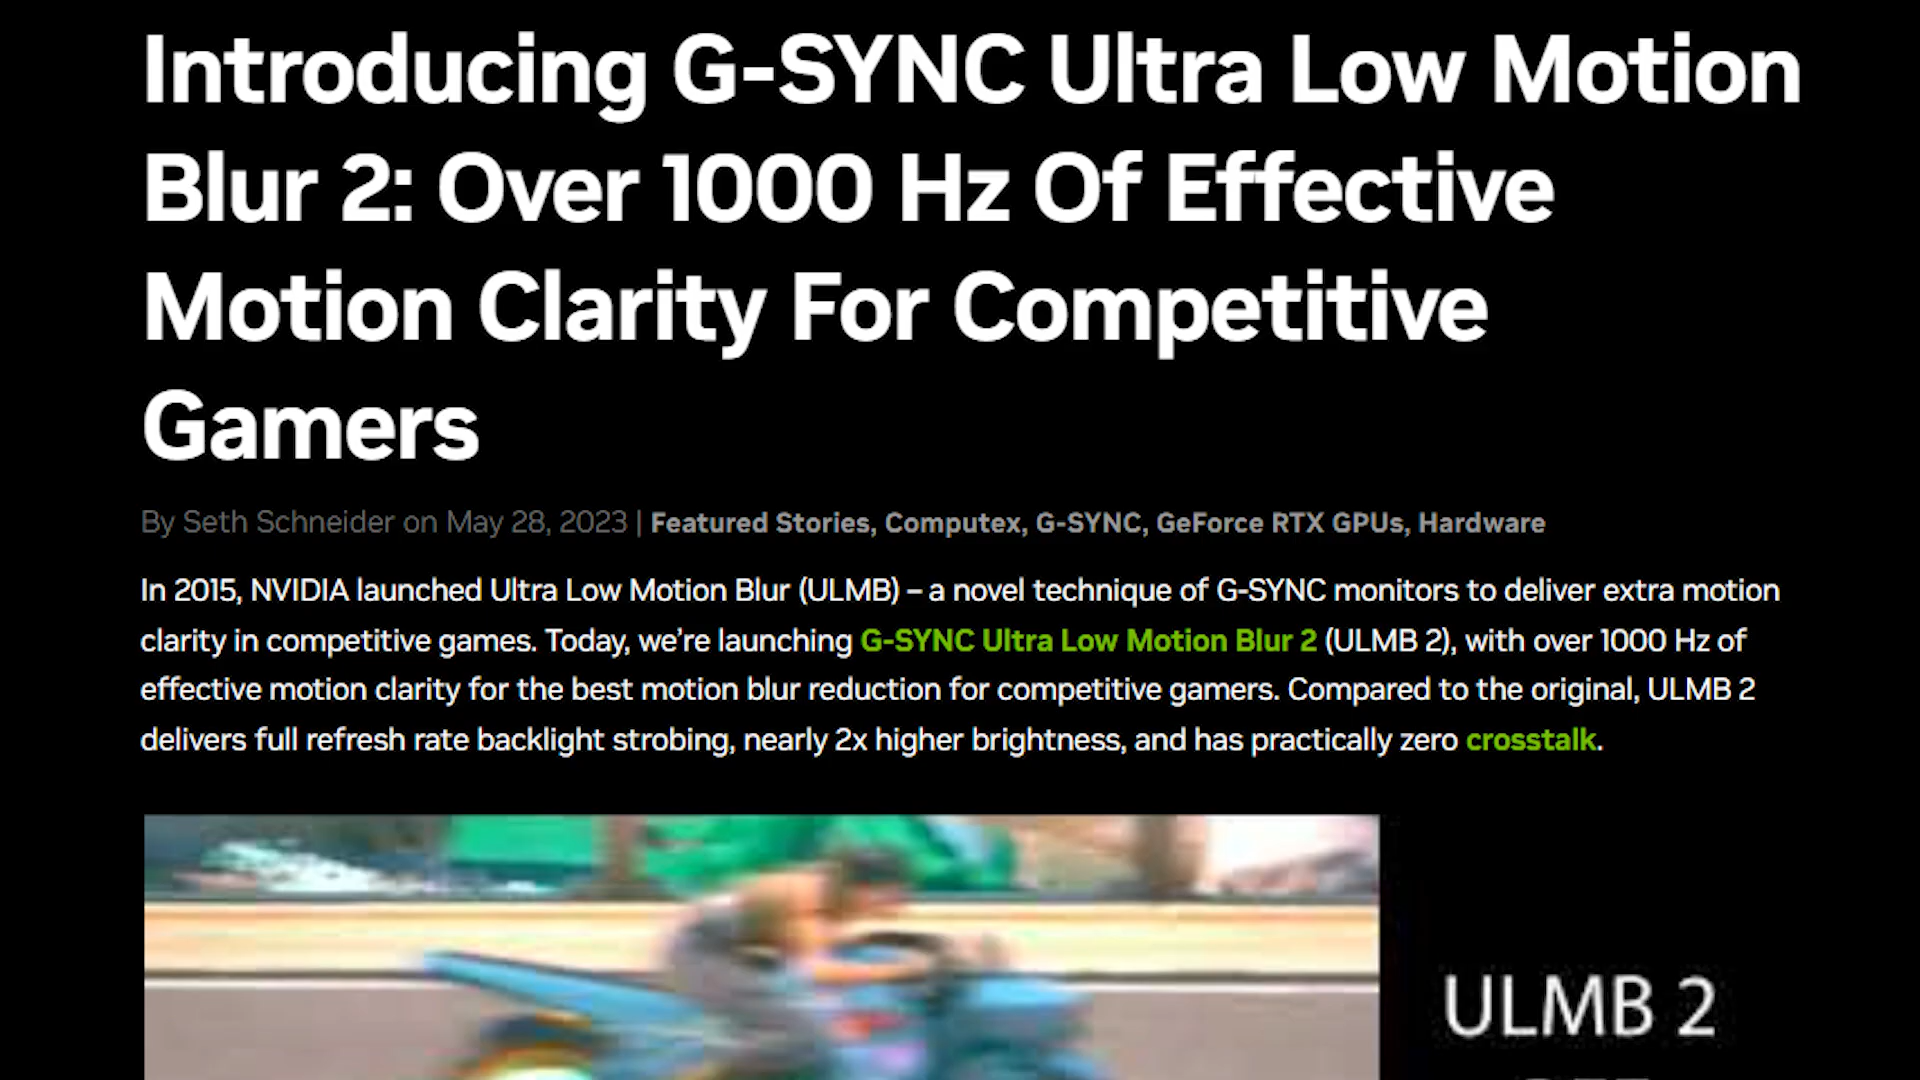 Introducing G-SYNC Ultra Low Motion
Blur 2: Over 1000 Hz Of Effective
Motion Clarity For Competitive
Gamers
By Seth Schneider on May 28, 2023 | Featured Stories, Computex, G-SYNC, GeForce RTX GPUs, Hardware
In 2015, NVIDIA launched Ultra Low Motion Blur (ULMB) – a novel technique of G-SYNC monitors to deliver extra motion
clarity in competitive games. Today, we’re launching G-SYNC Ultra Low Motion Blur 2 (ULMB 2), with over 1000 Hz of
effective motion clarity for the best motion blur reduction for competitive gamers. Compared to the original, ULMB 2
delivers full refresh rate backlight strobing, nearly 2x higher brightness, and has practically zero crosstalk.
ULMB 2